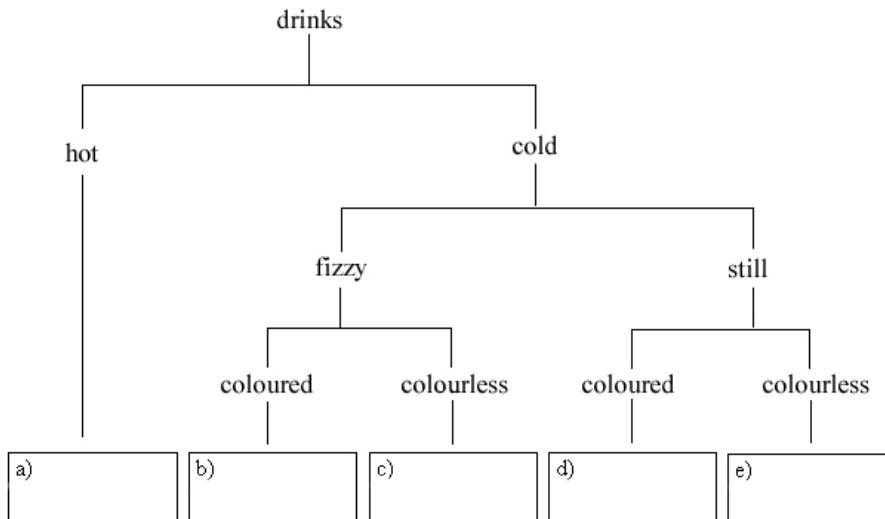 drinks
hot
cold
fizzy
still
coloured
colourless
coloured
colourless
a)
b)
c)
d)
e)